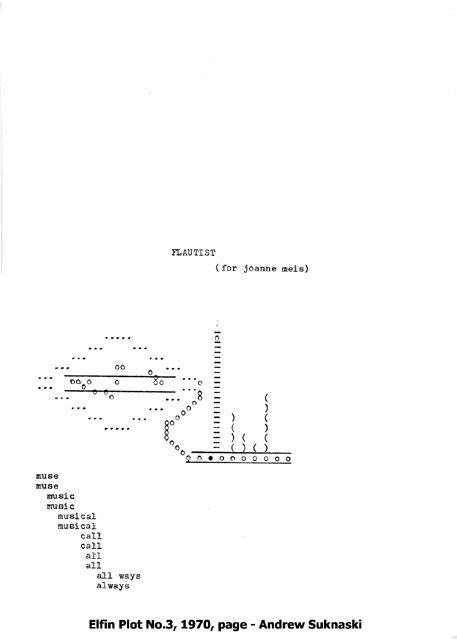 FLAUTIST
(for joanne meis)
muse
muse
music
music
musical
musical
call
call
all
all
all ways
always
Elfin Plot No.3, 1970, page - Andrew Suknaski